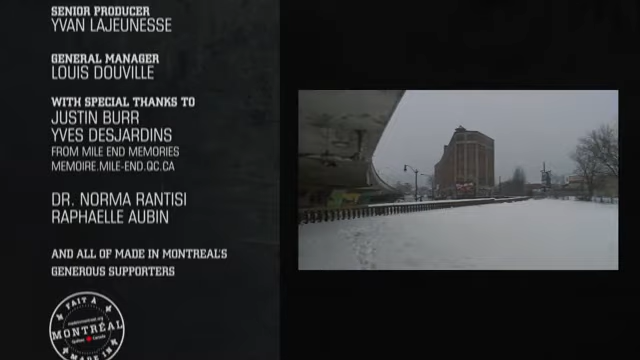 SENIOR PRODUCER
YVAN LAJEUNESSE
GENERAL MANAGER
LOUIS DOUVILLE
WITH SPECIAL THANKS TO
JUSTIN BURR
YVES DESJARDINS
FROM MILE END MEMORIES
MEMOIRE.MILE-END.QC.CA
DR. NORMA RANTISI
RAPHAELLE AUBIN
AND ALL OF MADE IN MONTREAL'S
GENEROUS SUPPORTERS
FAIT À
MONTRÉAL
Québec Canada
MADE IN